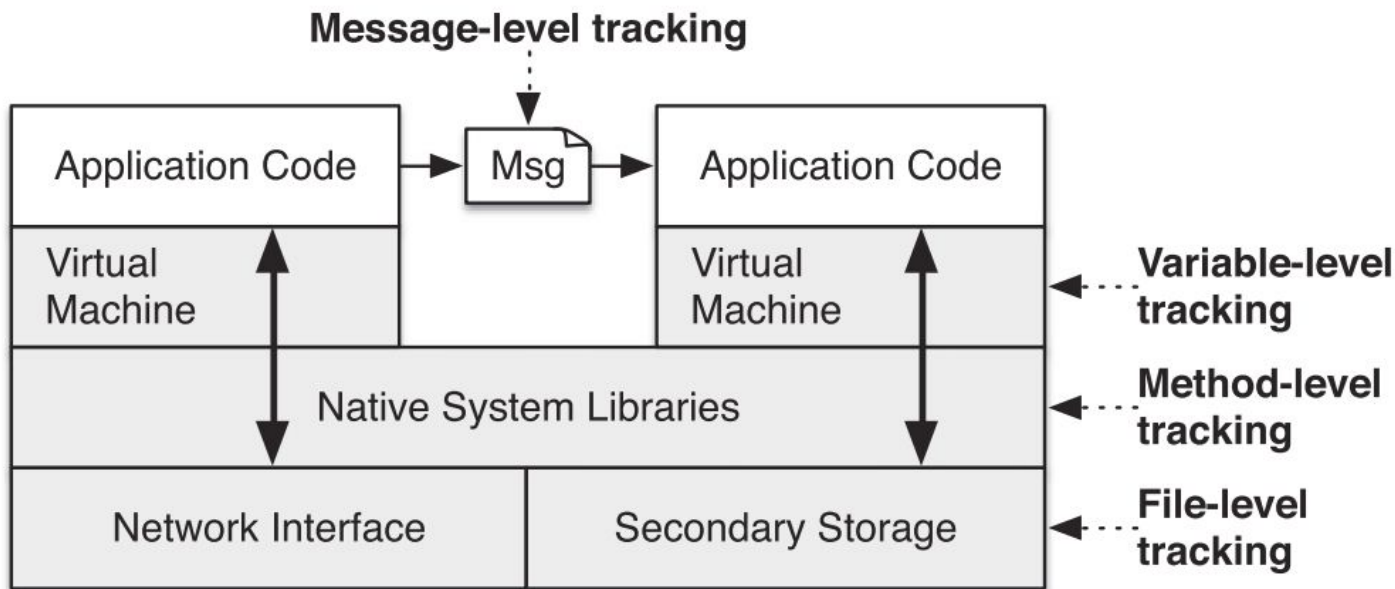 Message-level tracking
Application Code
Msg
Application Code
Virtual
Machine
Virtual
Machine
Variable-level
tracking
Native System Libraries
Method-level
tracking
Network Interface
Secondary Storage
File-level
tracking